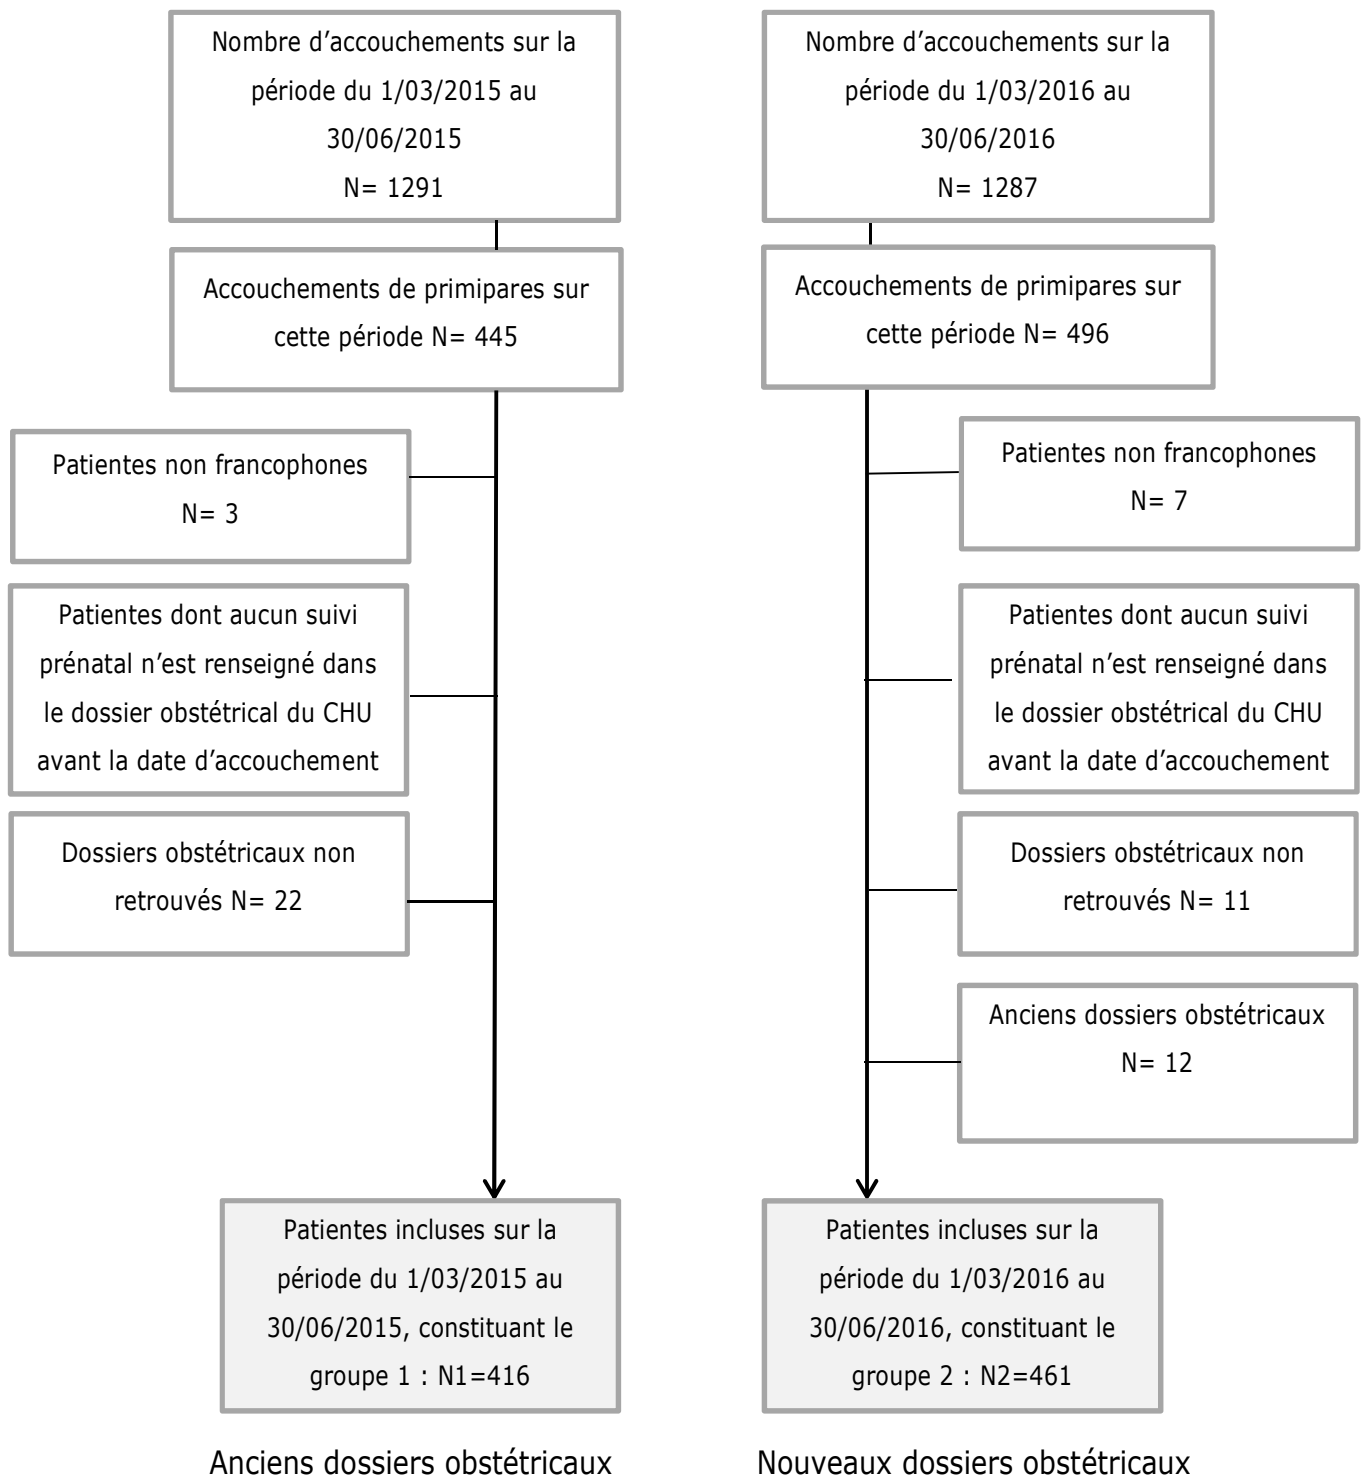 Nombre d’accouchements sur la
période du 1/03/2015 au
30/06/2015
N= 1291
Accouchements de primipares sur
cette période N= 445
Patientes non francophones
N= 3
Patientes dont aucun suivi
prénatal n’est renseigné dans
le dossier obstétrical du CHU
avant la date d’accouchement
Dossiers obstétricaux non
retrouvés N= 22
Patientes incluses sur la
période du 1/03/2015 au
30/06/2015, constituant le
groupe 1 : N1=416
Anciens dossiers obstétricaux
Nombre d’accouchements sur la
période du 1/03/2016 au
30/06/2016
N= 1287
Accouchements de primipares sur
cette période N= 496
Patientes non francophones
N= 7
Patientes dont aucun suivi
prénatal n’est renseigné dans
le dossier obstétrical du CHU
avant la date d’accouchement
Dossiers obstétricaux non
retrouvés N= 11
Anciens dossiers obstétricaux
N= 12
Patientes incluses sur la
période du 1/03/2016 au
30/06/2016, constituant le
groupe 2 : N2=461
Nouveaux dossiers obstétricaux